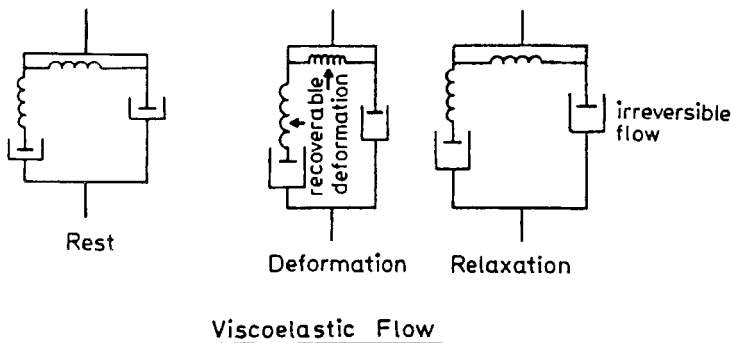 recoverable
deformation
irreversible
flow
Rest
Deformation
Relaxation
Viscoelastic Flow